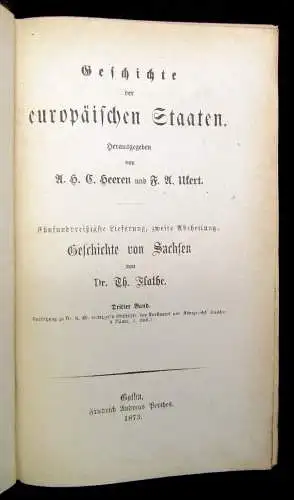 Geschichte
der
europäischen Staaten.
Herausgegeben
von
A. H. L. Heeren und F. A. Ukert.
Fünfunddreißigste Lieferung, zweite Abtheilung.
Geschichte von Sachsen
von
Dr. Th. Flathe.
Dritter Band.
Gotha.
Friedrich Andreas Perthes.
1873.